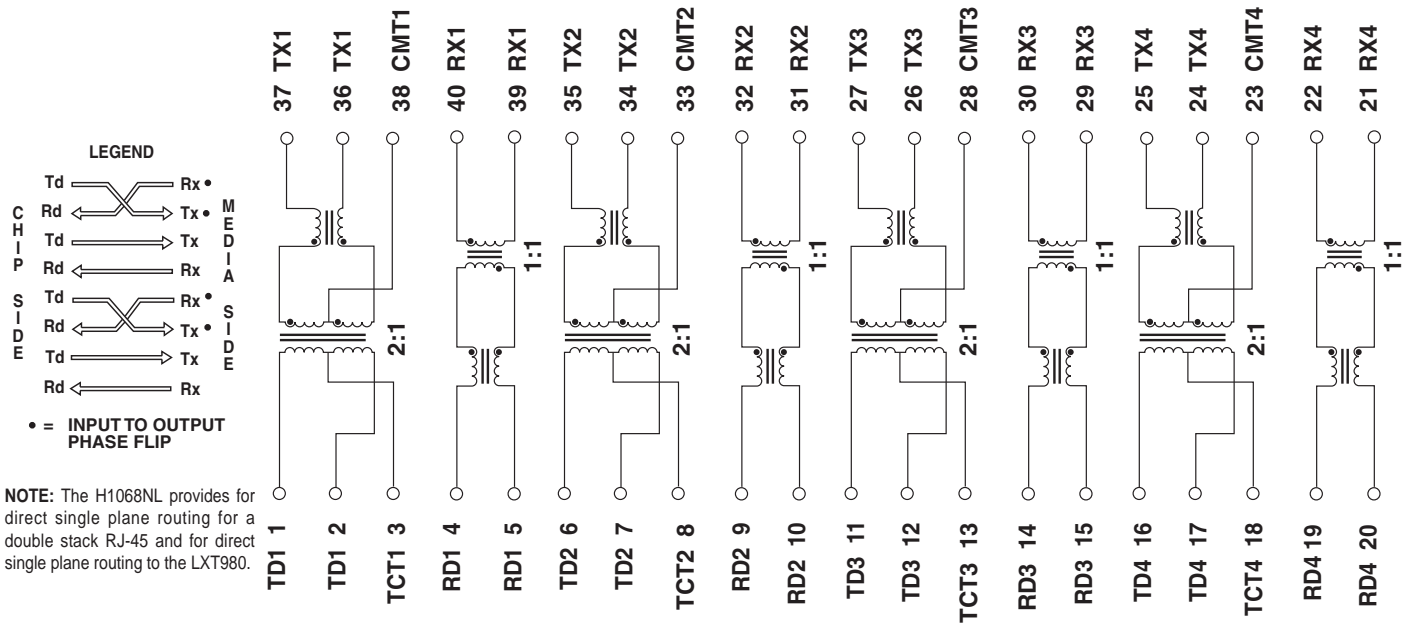 37 TX1
36 TX1
38 CMT1
40 RX1
39 RX1
35 TX2
34 TX2
33 CMT2
32 RX2
31 RX2
27 TX3
26 TX3
28 CMT3
30 RX3
29 RX3
25 TX4
24 TX4
23 CMT4
22 RX4
21 RX4
LEGEND
CHIP SIDE
MEDIA SIDE
Td Rx •
Rd Tx •
Td Tx
Rd Rx
Td Rx •
Rd Tx •
Td Tx
Rd Rx
• = INPUT TO OUTPUT
PHASE FLIP
2:1
1:1
2:1
1:1
2:1
1:1
2:1
1:1
NOTE: The H1068NL provides for
direct single plane routing for a
double stack RJ-45 and for direct
single plane routing to the LXT980.
TD1 1
TD1 2
TCT1 3
RD1 4
RD1 5
TD2 6
TD2 7
TCT2 8
RD2 9
RD2 10
TD3 11
TD3 12
TCT3 13
RD3 14
RD3 15
TD4 16
TD4 17
TCT4 18
RD4 19
RD4 20